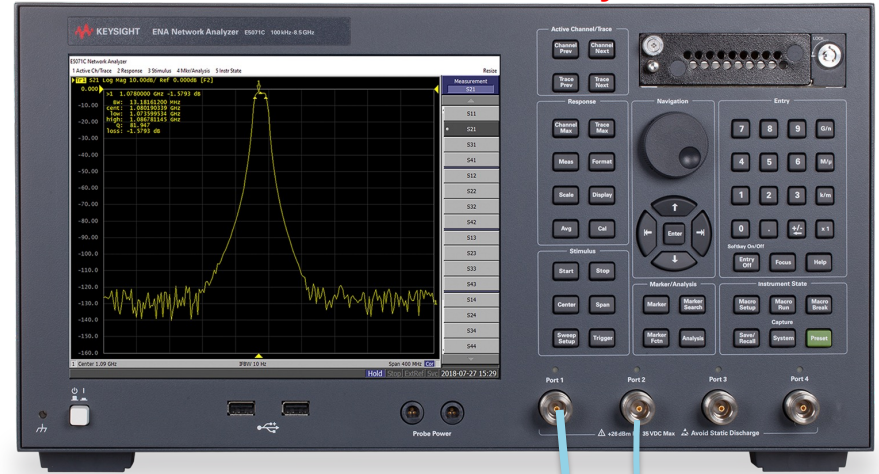 KEYSIGHT ENA Network Analyzer E5071C 100 kHz-8.5 GHz
E5071C Network Analyzer
1 Active Ch/Trace 2 Response 3 Stimulus 4 Mkr/Analysis 5 Instr State
Resize
Tr1 S21 Log Mag 10.00dB/ Ref 0.000dB [F2]
>1 1.0780000 GHz -1.5793 dB
BW: 13.18161200 MHz
cent: 1.080190339 GHz
low: 1.073599534 GHz
high: 1.086781145 GHz
Q: 81.947
loss: -1.5793 dB
0.000
-10.00
-20.00
-30.00
-40.00
-50.00
-60.00
-70.00
-80.00
-90.00
-100.0
-110.0
-120.0
-130.0
-140.0
-150.0
-160.0
1 Center 1.09 GHz IFBW 10 Hz Span 400 MHz Cor
Hold Stop ExtRef Svc 2018-07-27 15:29
Measurement
S21
S11
S21
S31
S41
S12
S22
S32
S42
S13
S23
S33
S43
S14
S24
S34
S44
Active Channel/Trace
Channel Prev
Channel Next
Trace Prev
Trace Next
Response
Channel Max
Trace Max
Meas
Format
Scale
Display
Avg
Cal
Stimulus
Start
Stop
Center
Span
Sweep Setup
Trigger
LOCK
Navigation
Enter
Marker/Analysis
Marker
Marker Search
Marker Fctn
Analysis
Entry
7 8 9 G/n
4 5 6 M/µ
1 2 3 k/m
0 . +/- x 1
Softkey On/Off
Entry Off
Focus
Help
Instrument State
Macro Setup
Macro Run
Macro Break
Capture
Save/ Recall
System
Preset
Port 1
Port 2
Port 3
Port 4
Probe Power
+26 dBm
35 VDC Max
Avoid Static Discharge